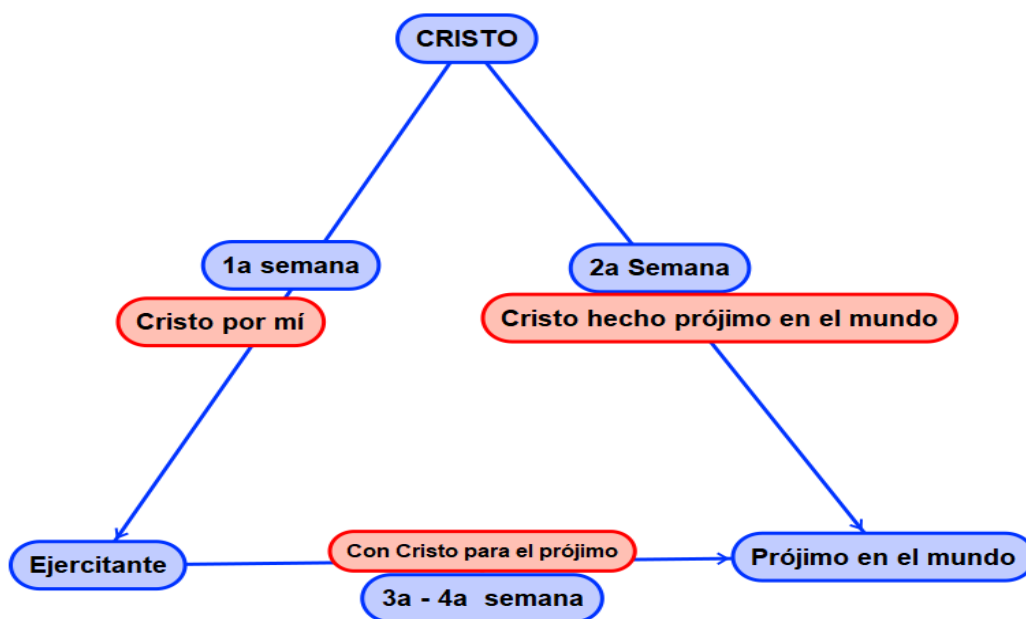 CRISTO
1a semana
2a Semana
Cristo por mí
Cristo hecho prójimo en el mundo
Ejercitante
Con Cristo para el prójimo
Prójimo en el mundo
3a - 4a semana